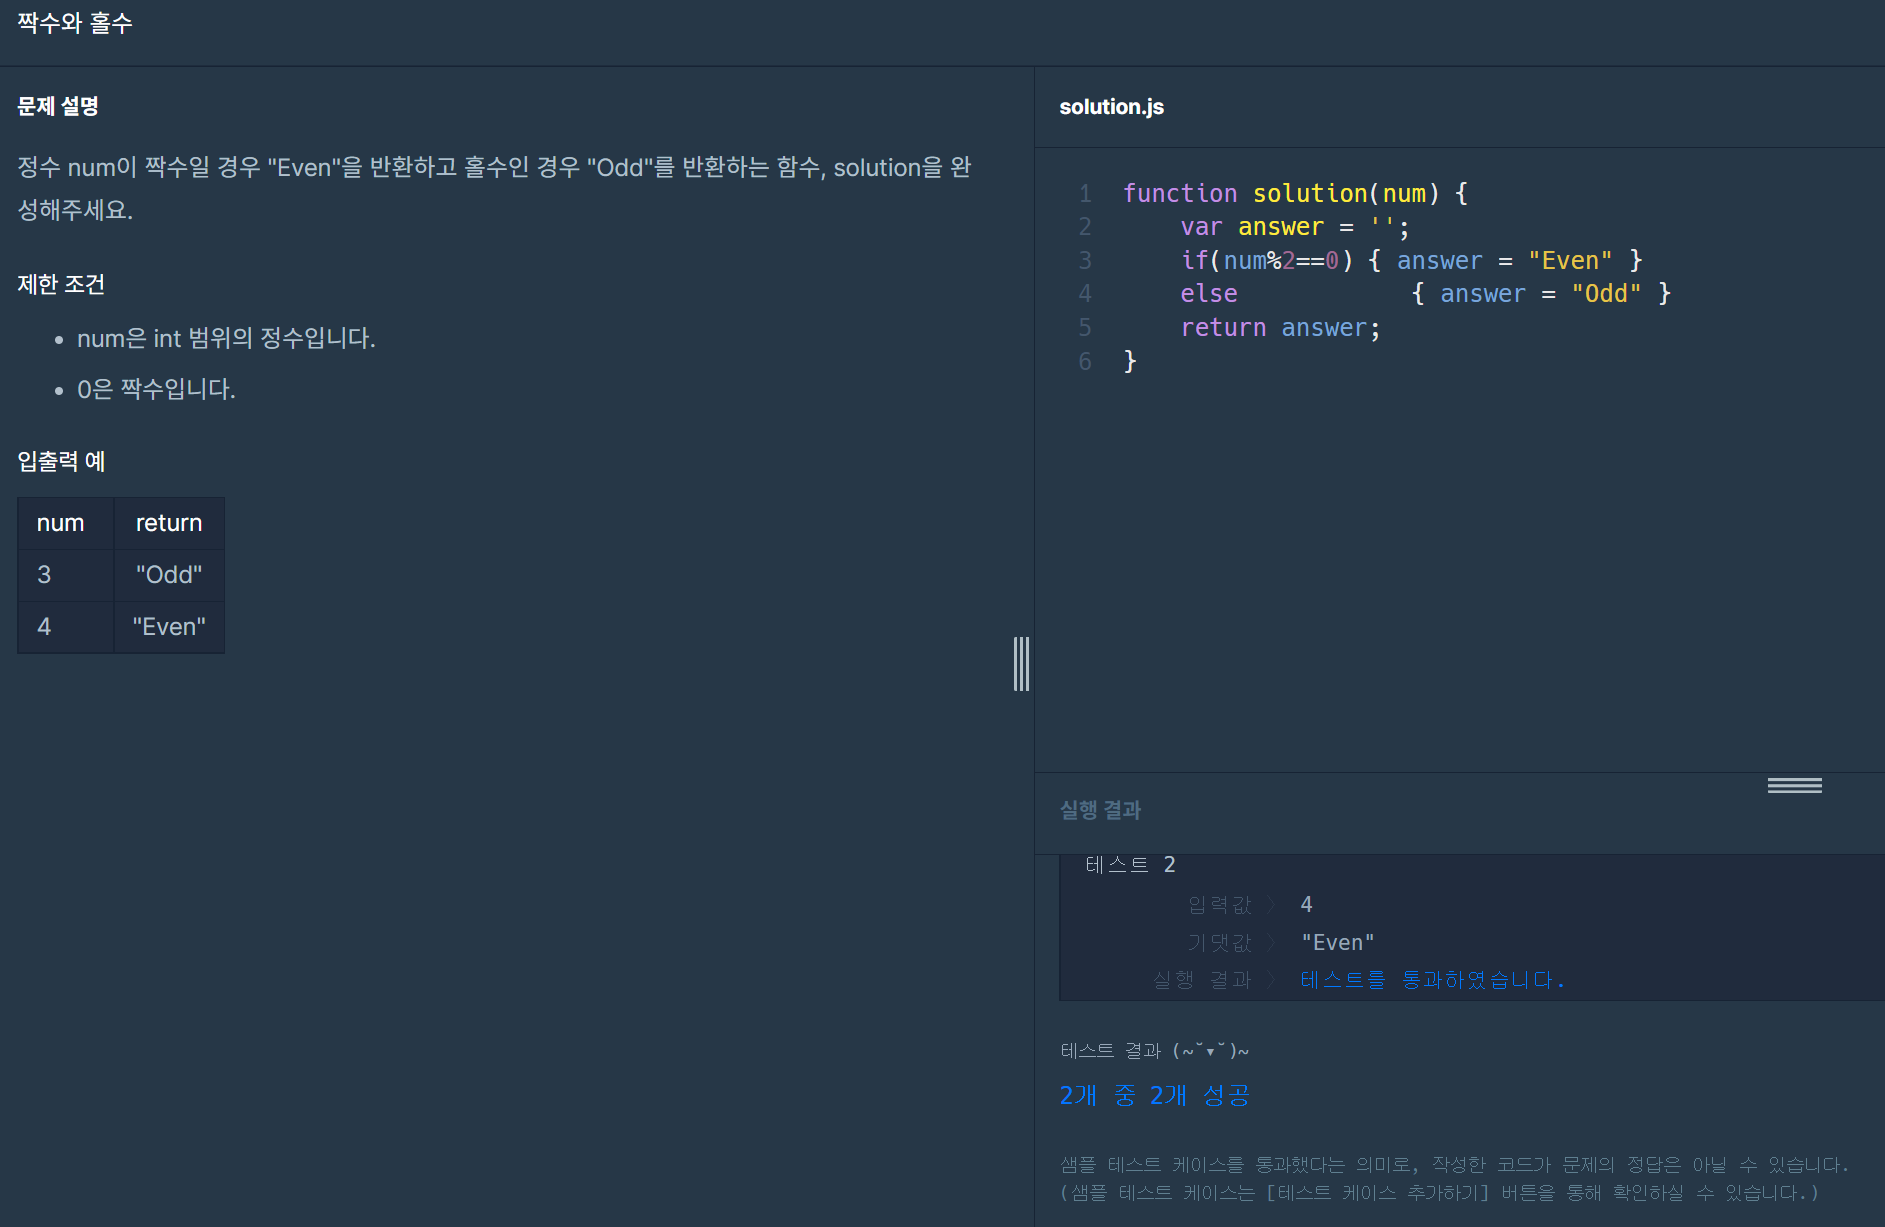 짝수와 홀수
문제 설명
정수 num이 짝수일 경우 "Even"을 반환하고 홀수인 경우 "Odd"를 반환하는 함수, solution을 완
성해주세요.
제한 조건
• num은 int 범위의 정수입니다.
• 0은 짝수입니다.
입출력 예
num return
3 "Odd"
4 "Even"
solution.js
1 function solution(num) {
2     var answer = '';
3     if(num%2==0) { answer = "Even" }
4     else            { answer = "Odd" }
5     return answer;
6 }
실행 결과
테스트 2
입력값 〉 4
기댓값 〉 "Even"
실행 결과 〉 테스트를 통과하였습니다.
테스트 결과 (~˘▾˘)~
2개 중 2개 성공
샘플 테스트 케이스를 통과했다는 의미로, 작성한 코드가 문제의 정답은 아닐 수 있습니다.
(샘플 테스트 케이스는 [테스트 케이스 추가하기] 버튼을 통해 확인하실 수 있습니다.)